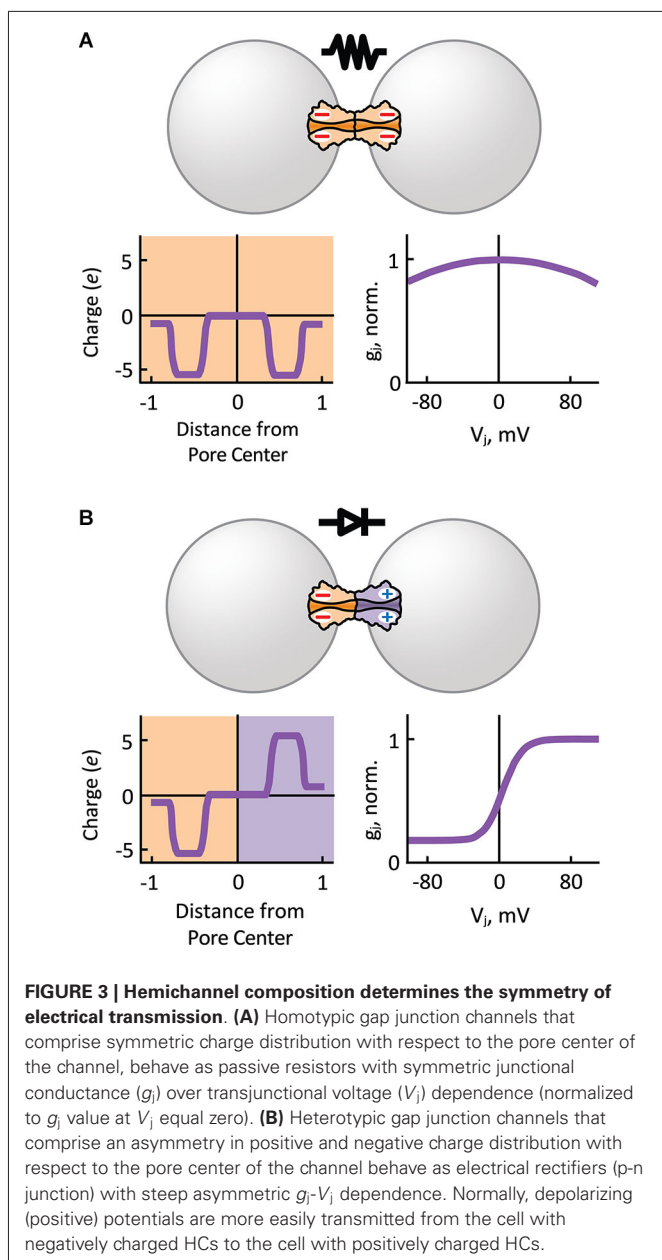 A
5
0
-5
Charge (e)
-1 0 1
Distance from
Pore Center
1
0
gj, norm.
-80 0 80
Vj, mV
B
5
0
-5
Charge (e)
-1 0 1
Distance from
Pore Center
1
0
gj, norm.
-80 0 80
Vj, mV
FIGURE 3 | Hemichannel composition determines the symmetry of
electrical transmission. (A) Homotypic gap junction channels that
comprise symmetric charge distribution with respect to the pore center of
the channel, behave as passive resistors with symmetric junctional
conductance (gj) over transjunctional voltage (Vj) dependence (normalized
to gj value at Vj equal zero). (B) Heterotypic gap junction channels that
comprise an asymmetry in positive and negative charge distribution with
respect to the pore center of the channel behave as electrical rectifiers (p-n
junction) with steep asymmetric gj-Vj dependence. Normally, depolarizing
(positive) potentials are more easily transmitted from the cell with
negatively charged HCs to the cell with positively charged HCs.